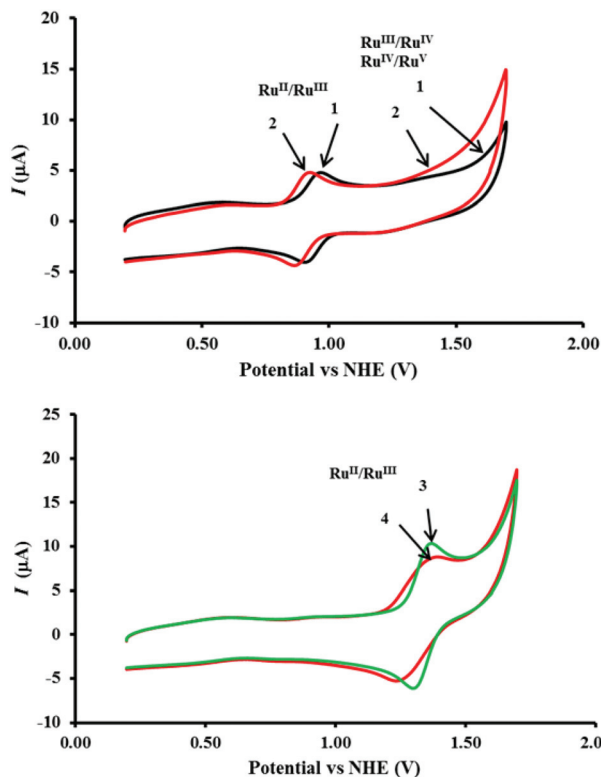 20
15
10
5
0
-5
-10
I (μA)
Ru^III/Ru^IV
Ru^IV/Ru^V
Ru^II/Ru^III
1
2
1
2
0.00 0.50 1.00 1.50 2.00
Potential vs NHE (V)
25
20
15
10
5
0
-5
-10
I (μA)
Ru^II/Ru^III
3
4
0.00 0.50 1.00 1.50 2.0
Potential vs NHE (V)